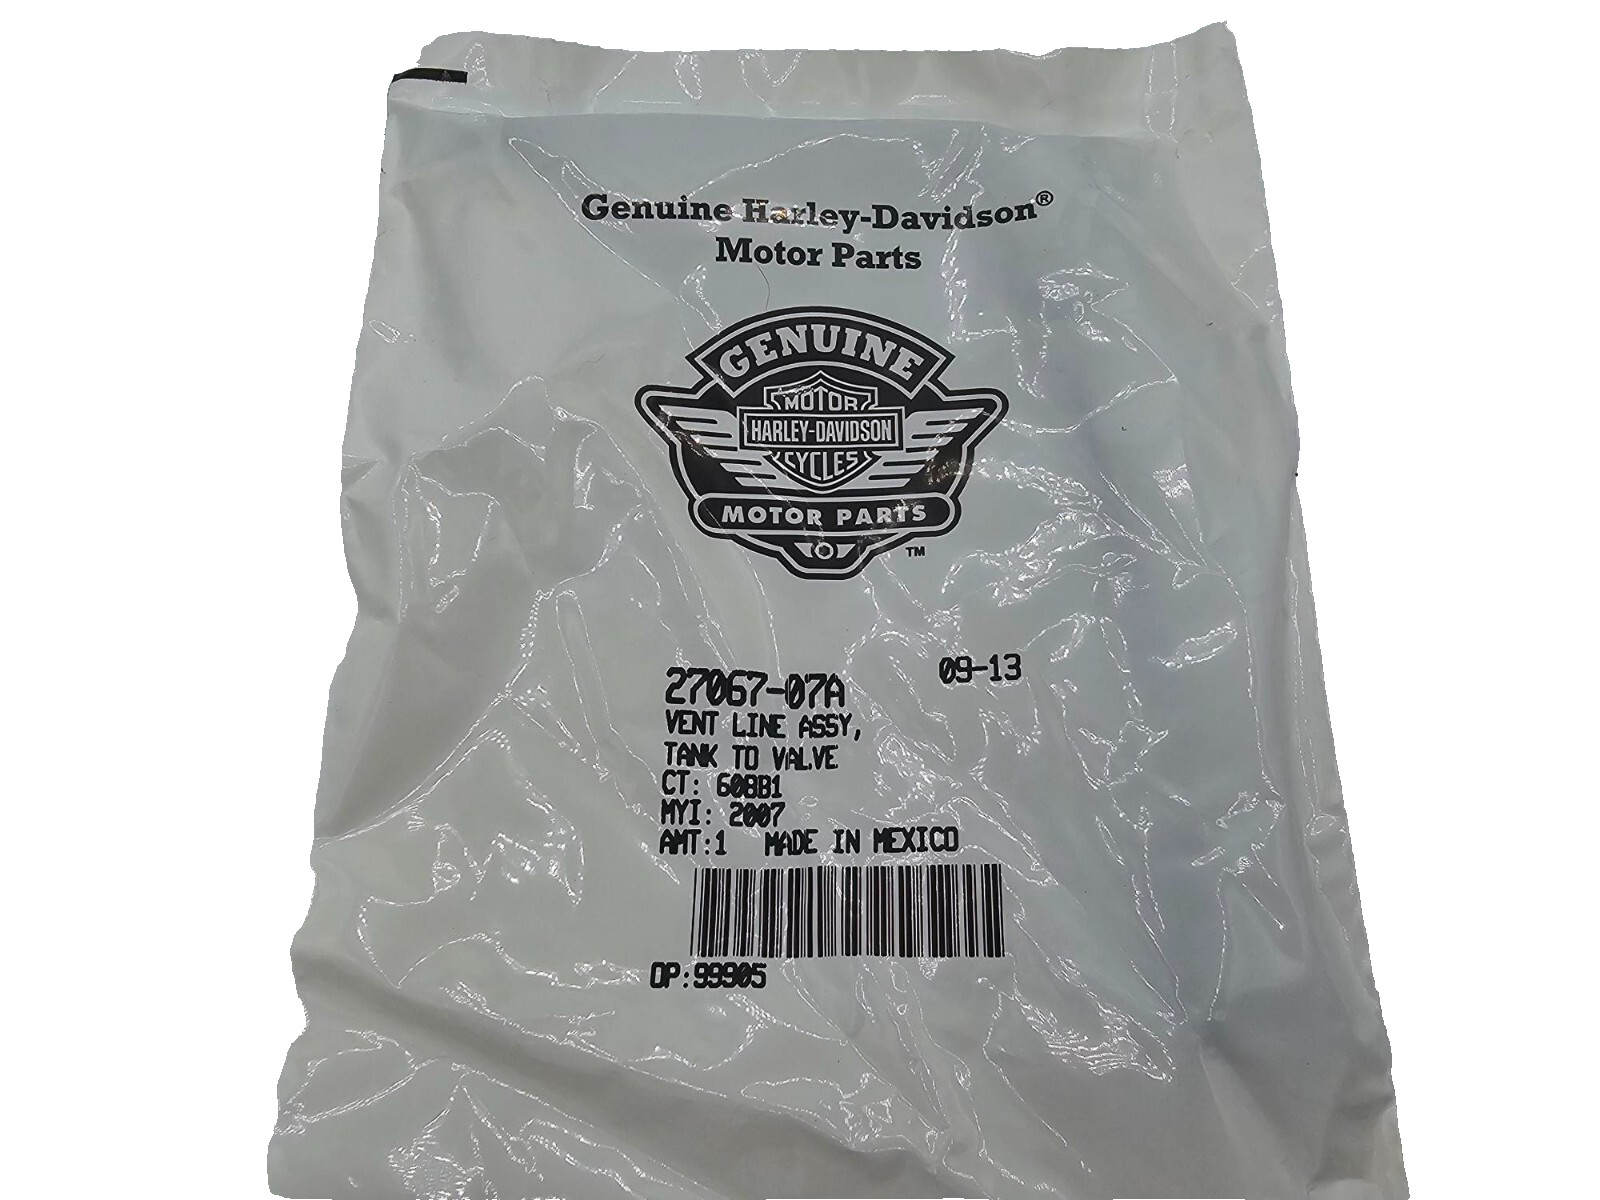 Genuine Harley-Davidson®
Motor Parts
GENUINE
MOTOR
HARLEY-DAVIDSON
CYCLES
MOTOR PARTS
™
09-13
27067-07A
VENT LINE ASSY,
TANK TO VALVE
CT: 608B1
MYI: 2007
AMT:1 MADE IN MEXICO
OP:99905